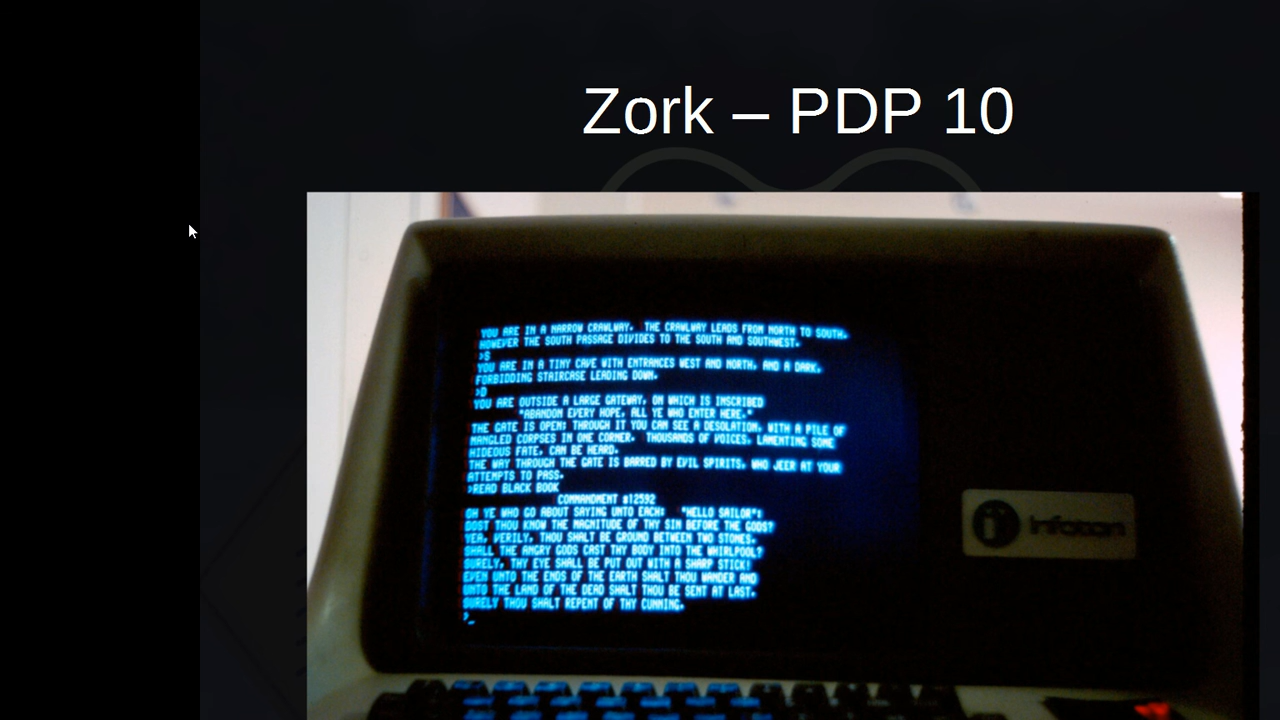 Zork – PDP 10
YOU ARE IN A NARROW CRAWLWAY.  THE CRAWLWAY LEADS FROM NORTH TO SOUTH.
HOWEVER THE SOUTH PASSAGE DIVIDES TO THE SOUTH AND SOUTHWEST.
>S
YOU ARE IN A TINY CAVE WITH ENTRANCES WEST AND NORTH, AND A DARK,
FORBIDDING STAIRCASE LEADING DOWN.
>D
YOU ARE OUTSIDE A LARGE GATEWAY, ON WHICH IS INSCRIBED
"ABANDON EVERY HOPE, ALL YE WHO ENTER HERE."
THE GATE IS OPEN; THROUGH IT YOU CAN SEE A DESOLATION, WITH A PILE OF
MANGLED CORPSES IN ONE CORNER.  THOUSANDS OF VOICES, LAMENTING SOME
HIDEOUS FATE, CAN BE HEARD.
THE WAY THROUGH THE GATE IS BARRED BY EVIL SPIRITS, WHO JEER AT YOUR
ATTEMPTS TO PASS.
>READ BLACK BOOK
COMMANDMENT #12592
OH YE WHO GO ABOUT SAYING UNTO EACH:   "HELLO SAILOR":
DOST THOU KNOW THE MAGNITUDE OF THY SIN BEFORE THE GODS?
YEA, VERILY, THOU SHALT BE GROUND BETWEEN TWO STONES.
SHALL THE ANGRY GODS CAST THY BODY INTO THE WHIRLPOOL?
SURELY, THY EYE SHALL BE PUT OUT WITH A SHARP STICK!
EVEN UNTO THE ENDS OF THE EARTH SHALT THOU WANDER AND
UNTO THE LAND OF THE DEAD SHALT THOU BE SENT AT LAST.
SURELY THOU SHALT REPENT OF THY CUNNING.
>_
Infoton